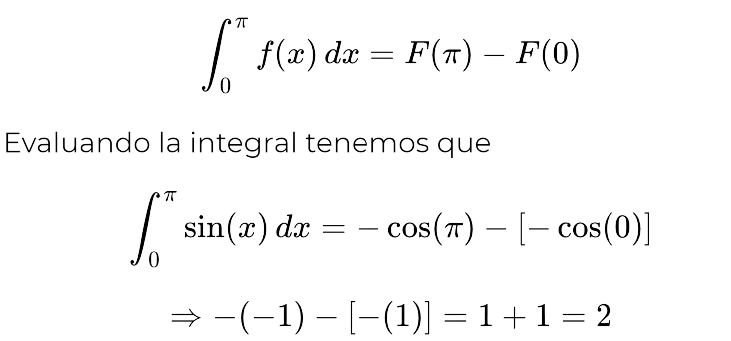 ∫₀^π f(x) dx = F(π) − F(0)
Evaluando la integral tenemos que
∫₀^π sin(x) dx = − cos(π) − [− cos(0)]
⇒ −(−1) − [−(1)] = 1 + 1 = 2